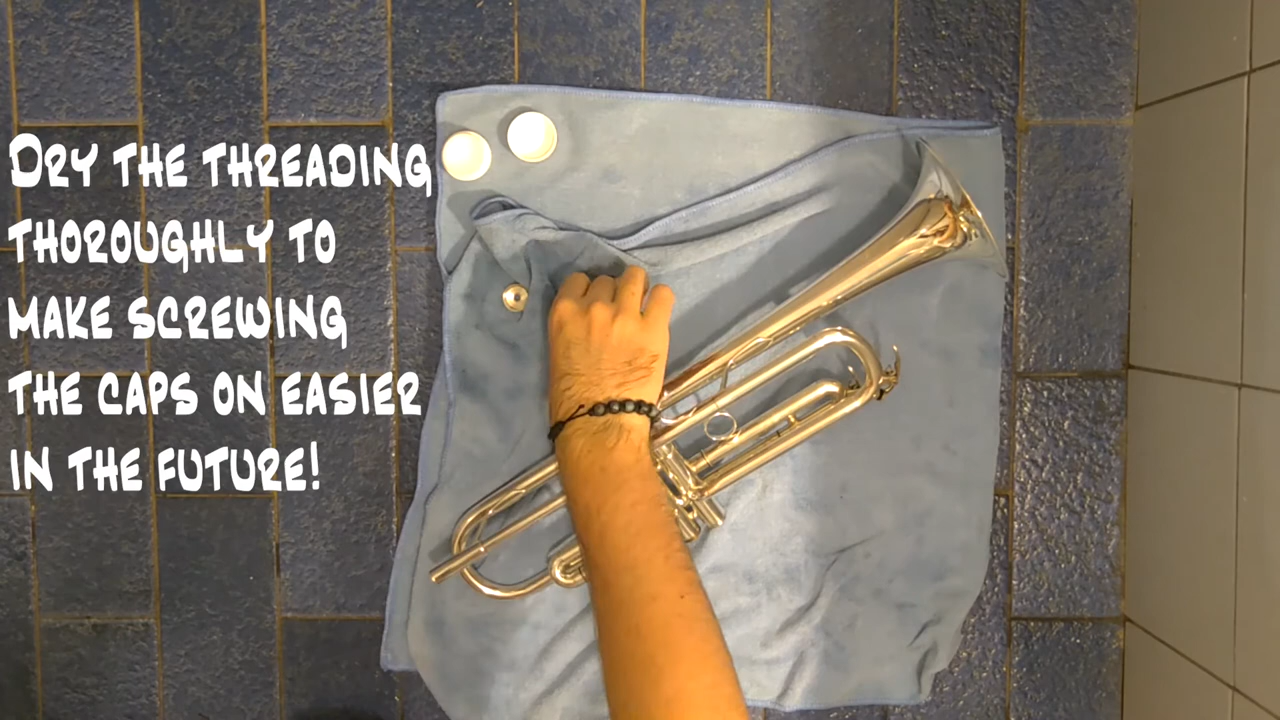 Dry the threading
thoroughly to
make screwing
the caps on easier
in the future!